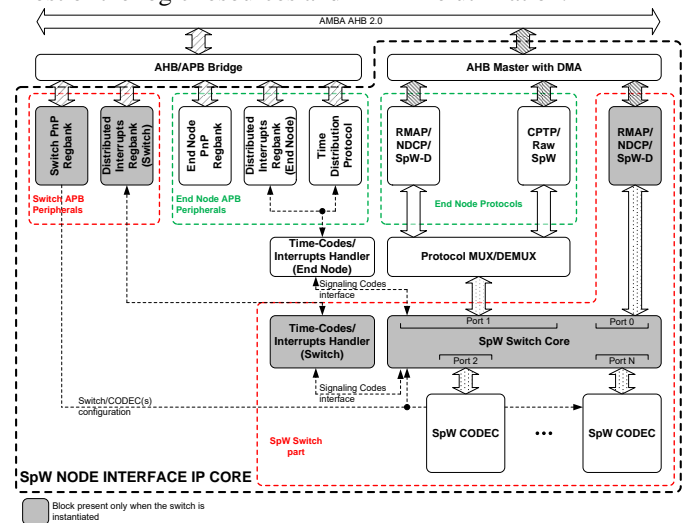 AMBA AHB 2.0
AHB/APB Bridge
AHB Master with DMA
Switch PnP
Regbank
Distributed
Interrupts
Regbank
(Switch)
End Node
PnP
Regbank
Distributed
Interrupts
Regbank
(End Node)
Time
Distribution
Protocol
RMAP/
NDCP/
SpW-D
CPTP/
Raw
SpW
RMAP/
NDCP/
SpW-D
Switch APB
Peripherals
End Node APB
Peripherals
End Node Protocols
Time-Codes/
Interrupts Handler
(End Node)
Protocol MUX/DEMUX
Signaling Codes
interface
Time-Codes/
Interrupts Handler
(Switch)
Port 1
Port 0
SpW Switch Core
Port 2
Port N
Signaling Codes
interface
Switch/CODEC(s)
configuration
SpW CODEC
•••
SpW CODEC
SpW Switch
part
SpW NODE INTERFACE IP CORE
Block present only when the switch is
instantiated